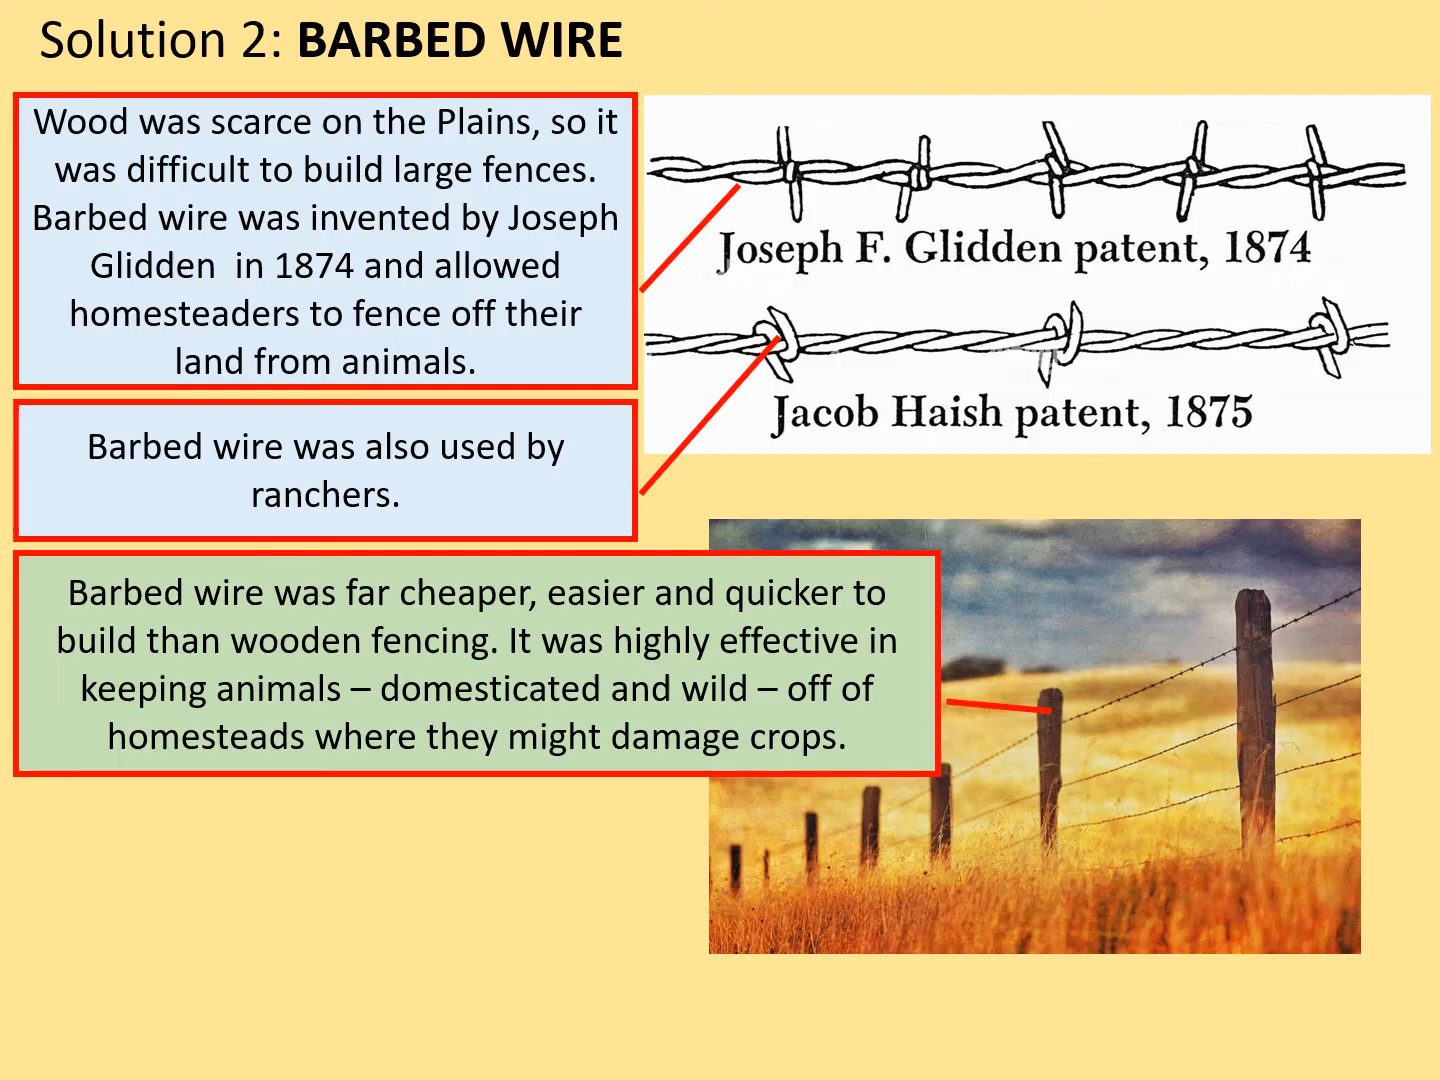 Solution 2: BARBED WIRE
Wood was scarce on the Plains, so it
was difficult to build large fences.
Barbed wire was invented by Joseph
Glidden in 1874 and allowed
homesteaders to fence off their
land from animals.
Joseph F. Glidden patent, 1874
Jacob Haish patent, 1875
Barbed wire was also used by
ranchers.
Barbed wire was far cheaper, easier and quicker to
build than wooden fencing. It was highly effective in
keeping animals – domesticated and wild – off of
homesteads where they might damage crops.